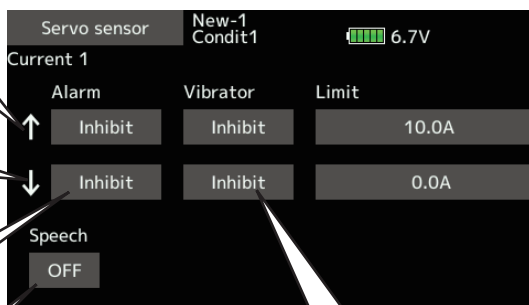 Servo sensor New-1
Condit1 6.7V
Current 1
Alarm Vibrator Limit
↑ Inhibit Inhibit 10.0A
↓ Inhibit Inhibit 0.0A
Speech
OFF